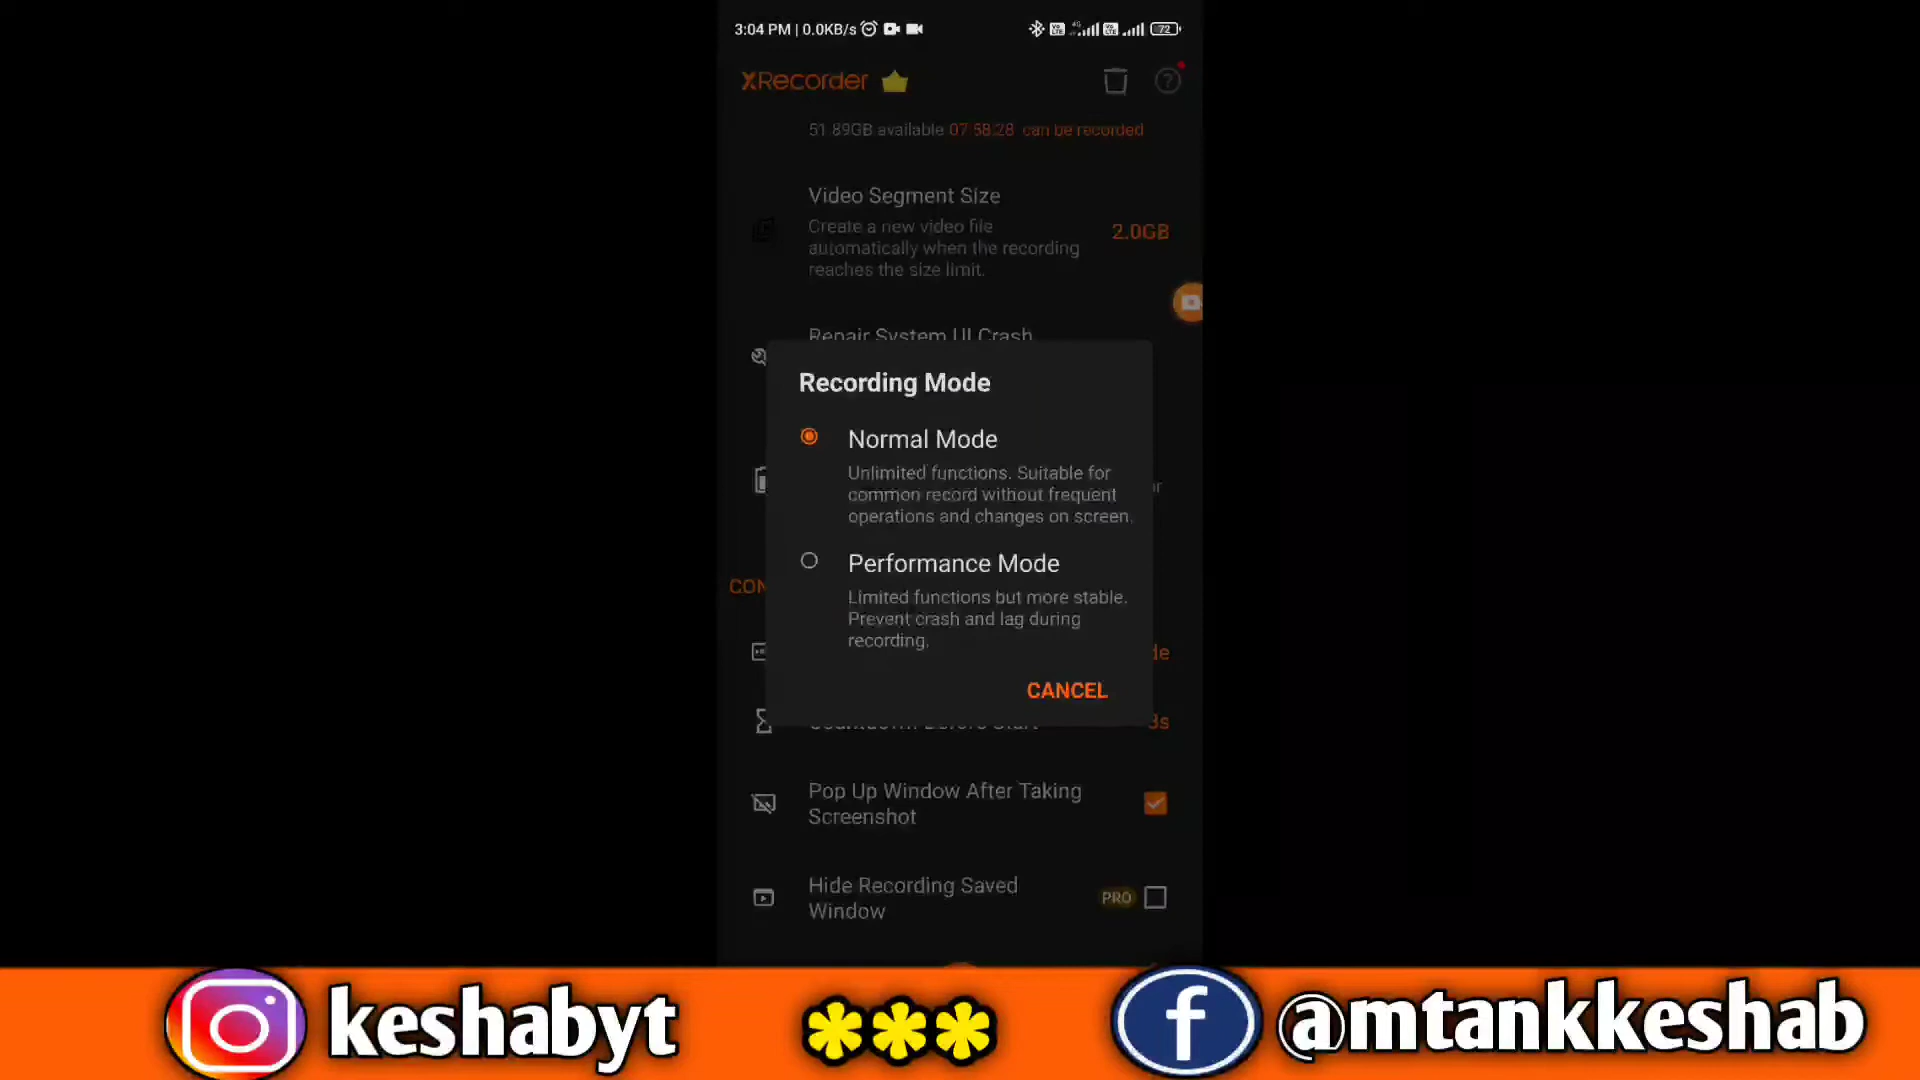 3:04 PM | 0.0KB/s
72
XRecorder
51.89GB available 07:58:28 can be recorded
Video Segment Size
Create a new video file
automatically when the recording
reaches the size limit.
2.0GB
Repair System UI Crash
Recording Mode
Normal Mode
Unlimited functions. Suitable for
common record without frequent
operations and changes on screen.
Performance Mode
Limited functions but more stable.
Prevent crash and lag during
recording.
CON
CANCEL
Countdown Before Start
3s
Pop Up Window After Taking
Screenshot
Hide Recording Saved
Window
PRO
keshabyt
***
@mtankkeshab